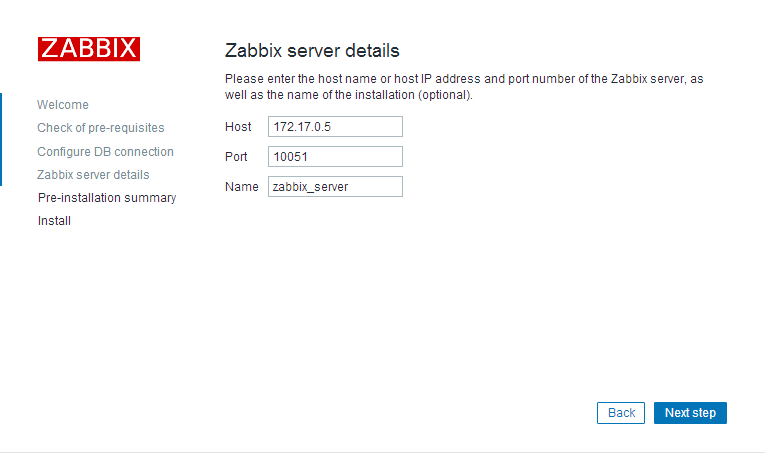 ZABBIX
Welcome
Check of pre-requisites
Configure DB connection
Zabbix server details
Pre-installation summary
Install
Zabbix server details
Please enter the host name or host IP address and port number of the Zabbix server, as
well as the name of the installation (optional).
Host 172.17.0.5
Port 10051
Name zabbix_server
Back Next step